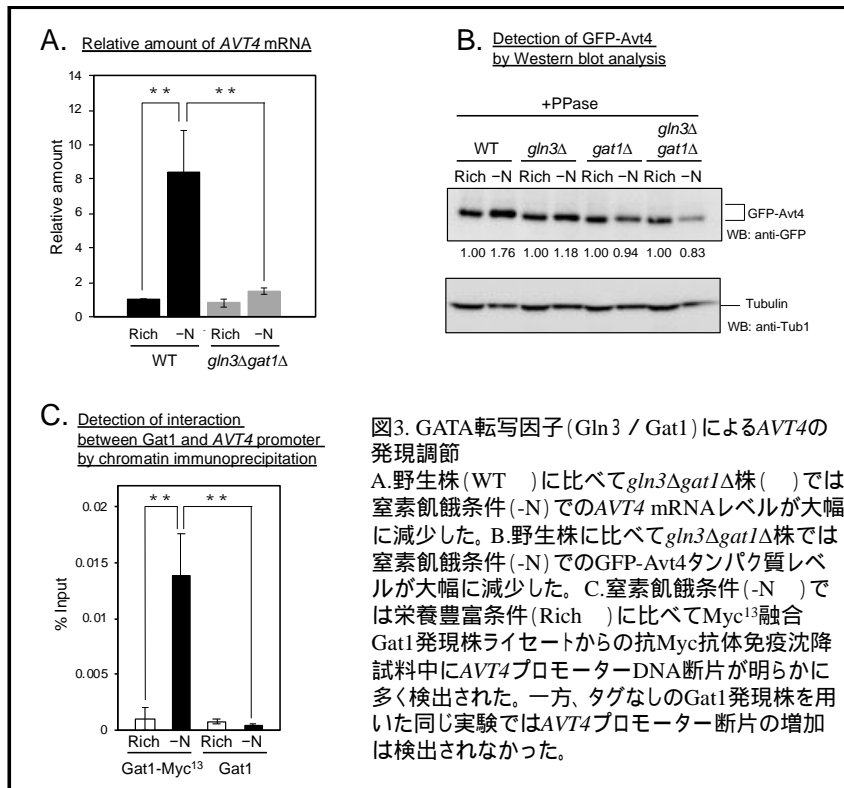 A. Relative amount of AVT4 mRNA
Relative amount
14
12
10
8
6
4
2
0
**
**
Rich −N Rich −N
WT gln3Δgat1Δ
B. Detection of GFP-Avt4
by Western blot analysis
+PPase
WT gln3Δ gat1Δ gln3Δ
gat1Δ
Rich −N Rich −N Rich −N Rich −N
GFP-Avt4
WB: anti-GFP
1.00 1.76 1.00 1.18 1.00 0.94 1.00 0.83
Tubulin
WB: anti-Tub1
C. Detection of interaction
between Gat1 and AVT4 promoter
by chromatin immunoprecipitation
% Input
0.02
0.015
0.01
0.005
0
**
**
Rich −N Rich −N
Gat1-Myc¹³ Gat1
図3. GATA転写因子(Gln3/Gat1)によるAVT4の
発現調節
A.野生株(WT )に比べてgln3Δgat1Δ株( )では
窒素飢餓条件(-N)でのAVT4 mRNAレベルが大幅
に減少した。B.野生株に比べてgln3Δgat1Δ株では
窒素飢餓条件(-N)でのGFP-Avt4タンパク質レベ
ルが大幅に減少した。C.窒素飢餓条件(-N )で
は栄養豊富条件(Rich )に比べてMyc¹³融合
Gat1発現株ライセートからの抗Myc抗体免疫沈降
試料中にAVT4プロモーターDNA断片が明らかに
多く検出された。一方、タグなしのGat1発現株を用
いた同じ実験ではAVT4プロモーター断片の増加
は検出されなかった。